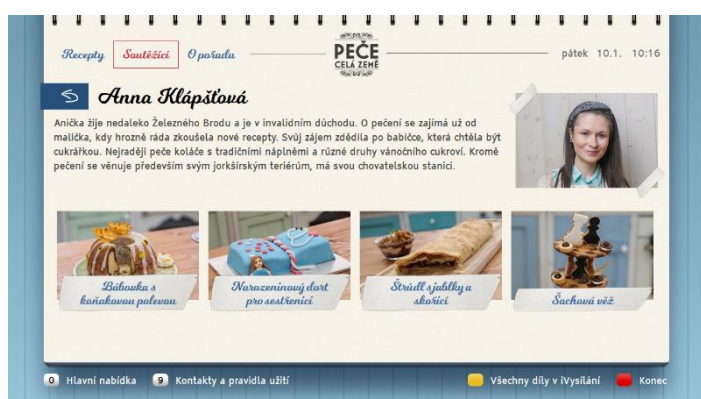 Recepty Soutěžící O pořadu PEČE CELÁ ZEMĚ pátek 10.1. 10:16
Anna Klápšťová
Anička žije nedaleko Železného Brodu a je v invalidním důchodu. O pečení se zajímá už od
malička, kdy hrozně ráda zkoušela nové recepty. Svůj zájem zdědila po babičce, která chtěla být
cukrářkou. Nejraději peče koláče s tradičními náplněmi a různé druhy vánočního cukroví. Kromě
pečení se věnuje především svým jorkšírským teriérům, má svou chovatelskou stanici.
Bábovka s
koňakovou polevou
Narozeninový dort
pro sestřenici
Štrúdl s jablky a
skořicí
Šachová věž
0 Hlavní nabídka 9 Kontakty a pravidla užití Všechny díly v iVysílání Konec